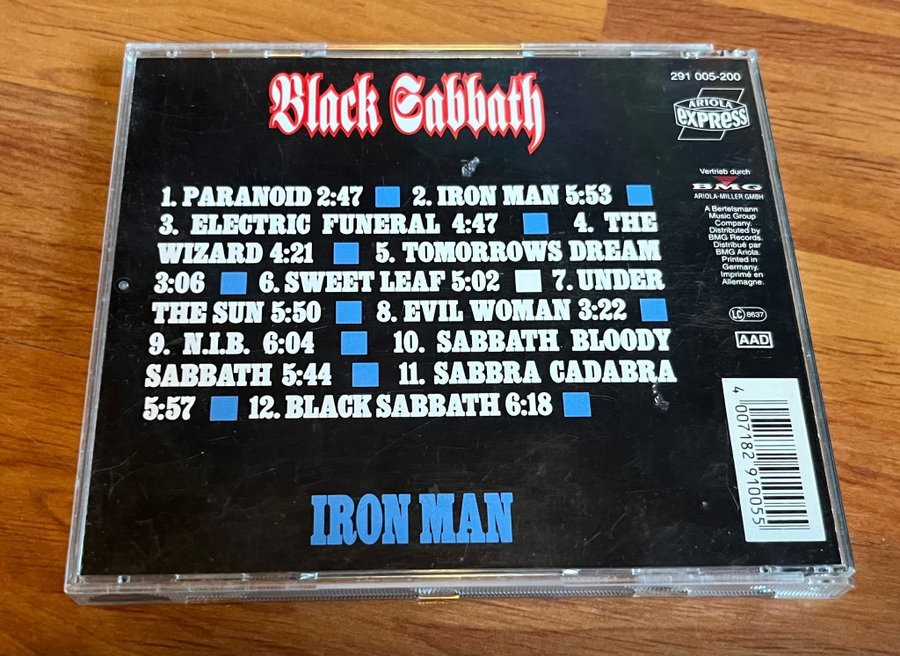 Black Sabbath
1. PARANOID 2:47 2. IRON MAN 5:53
3. ELECTRIC FUNERAL 4:47 4. THE
WIZARD 4:21 5. TOMORROWS DREAM
3:06 6. SWEET LEAF 5:02 7. UNDER
THE SUN 5:50 8. EVIL WOMAN 3:22
9. N.I.B. 6:04 10. SABBATH BLOODY
SABBATH 5:44 11. SABBRA CADABRA
5:57 12. BLACK SABBATH 6:18
IRON MAN
291 005-200
ARIOLA
EXPRESS
Vertrieb durch
BMG
ARIOLA-MILLER GMBH
A Bertelsmann
Music Group
Company.
Distributed by
BMG Records.
Distribué par
BMG Ariola.
Printed in
Germany.
Imprimé en
Allemagne.
LC 8637
AAD
4 007182 910055